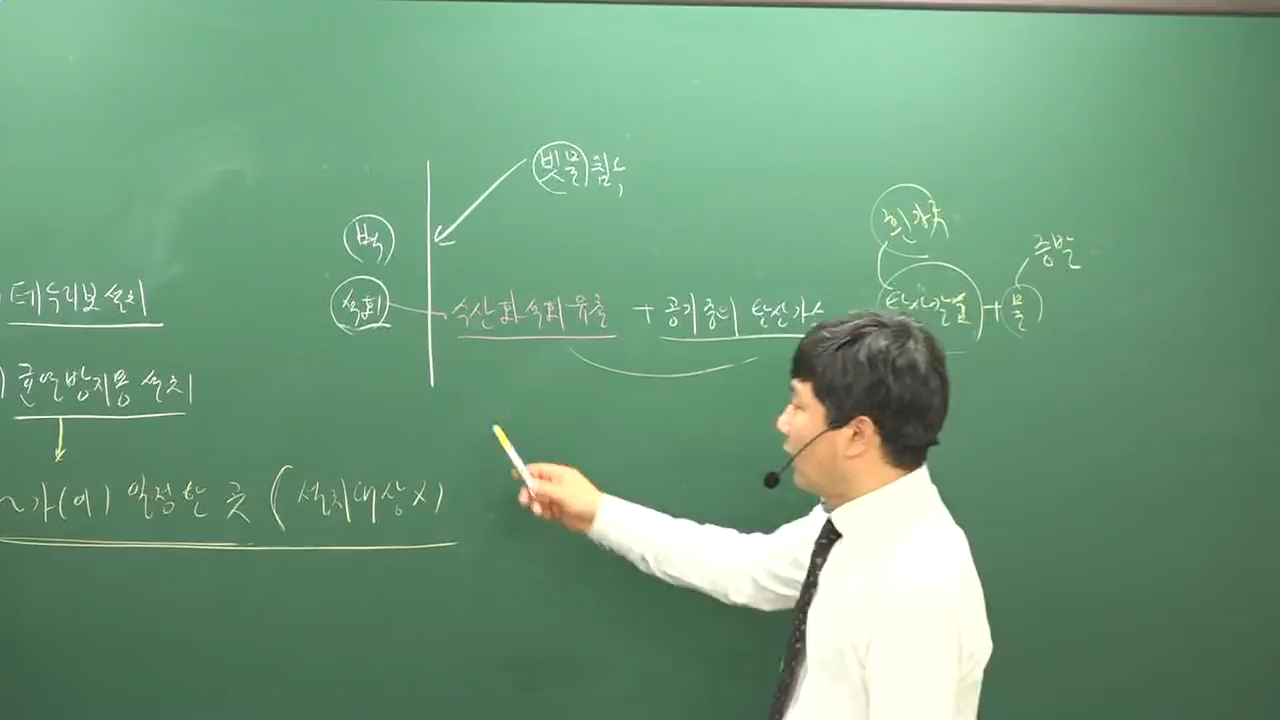 빗물 침수
흰가루
증발
벽
석회
수산화석회 유출 + 공기중의 탄산가스
탄산칼슘 + 물
테두리보 설치
균열방지용 설치
가(이) 일정한 곳 (설치대상X)